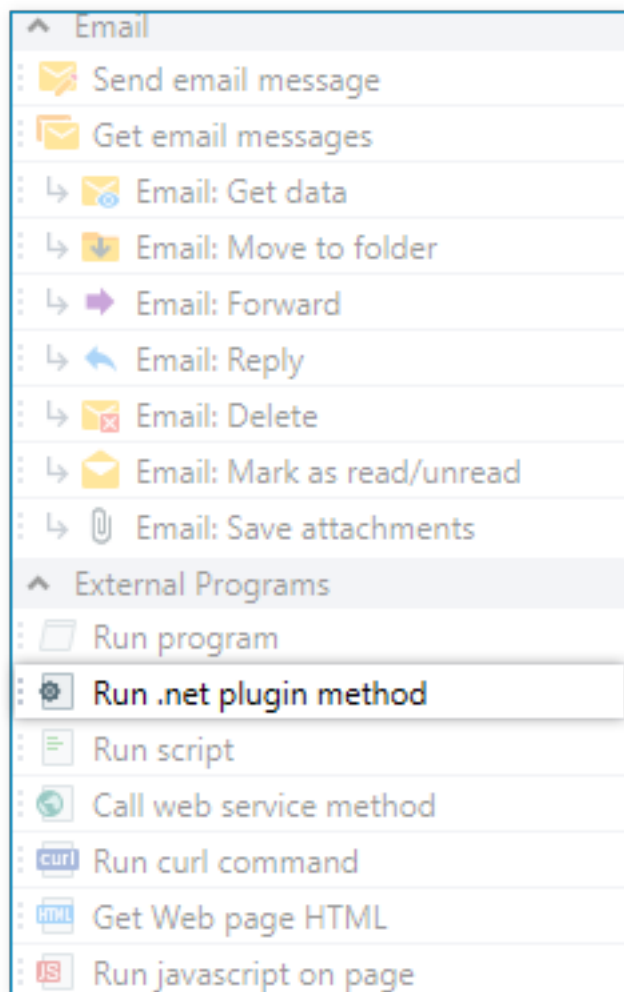 Email
Send email message
Get email messages
Email: Get data
Email: Move to folder
Email: Forward
Email: Reply
Email: Delete
Email: Mark as read/unread
Email: Save attachments
External Programs
Run program
Run .net plugin method
Run script
Call web service method
curl Run curl command
HTML Get Web page HTML
JS Run javascript on page